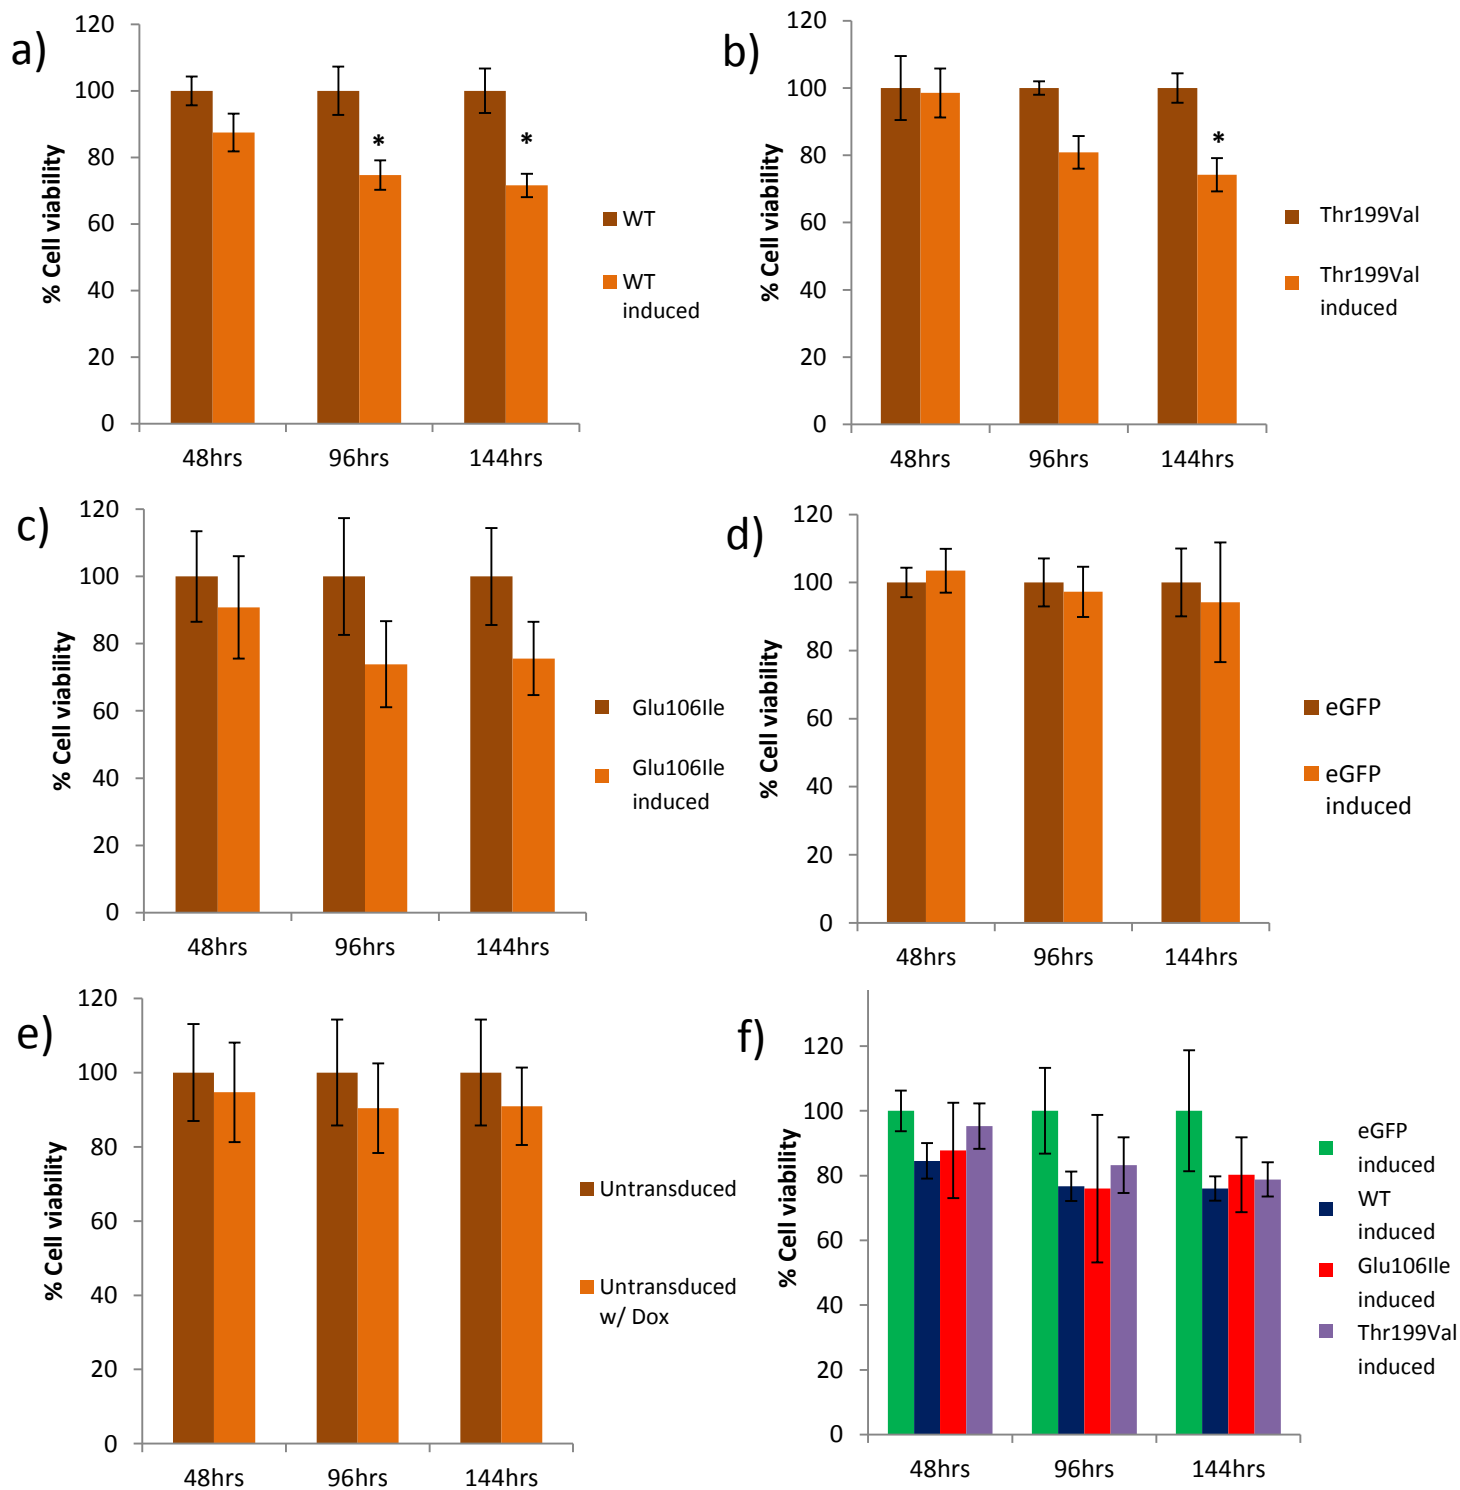 a)
% Cell viability
120
100
80
60
40
20
0
*
*
48hrs
96hrs
144hrs
WT
WT
induced
b)
% Cell viability
120
100
80
60
40
20
0
*
48hrs
96hrs
144hrs
Thr199Val
Thr199Val
induced
c)
% Cell viability
120
100
80
60
40
20
0
48hrs
96hrs
144hrs
Glu106Ile
Glu106Ile
induced
d)
% Cell viability
120
100
80
60
40
20
0
48hrs
96hrs
144hrs
eGFP
eGFP
induced
e)
% Cell viability
120
100
80
60
40
20
0
48hrs
96hrs
144hrs
Untransduced
Untransduced
w/ Dox
f)
% Cell viability
120
100
80
60
40
20
0
48hrs
96hrs
144hrs
eGFP
induced
WT
induced
Glu106Ile
induced
Thr199Val
induced